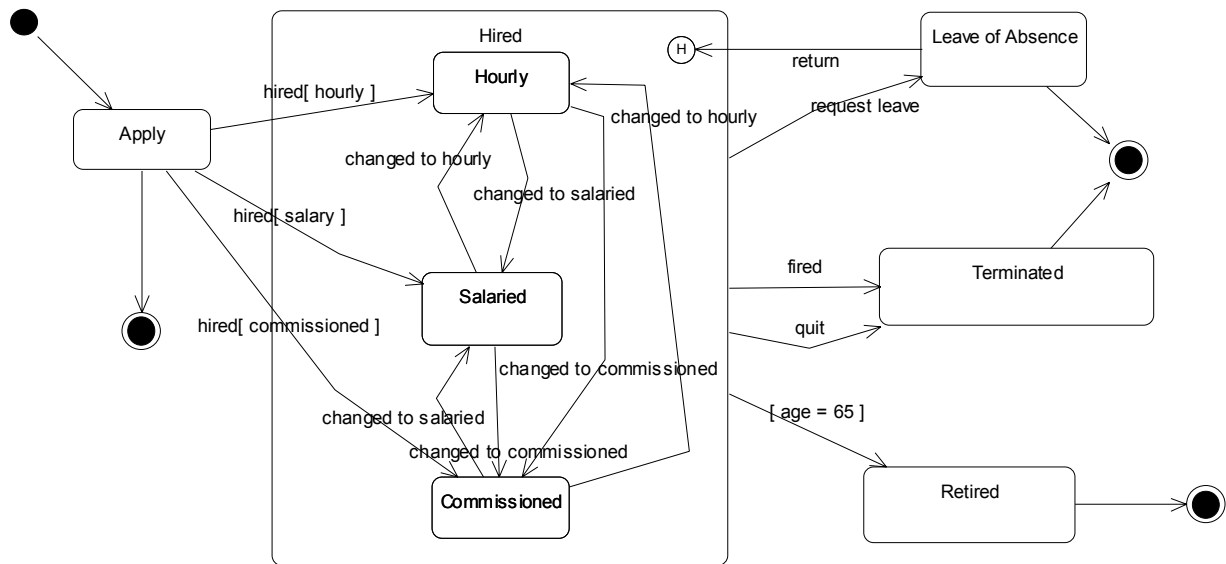 Hired
Leave of Absence
H
return
Hourly
hired[ hourly ]
request leave
changed to hourly
Apply
changed to hourly
changed to salaried
hired[ salary ]
fired
Terminated
Salaried
hired[ commissioned ]
quit
changed to commissioned
changed to salaried
[ age = 65 ]
changed to commissioned
Commissioned
Retired